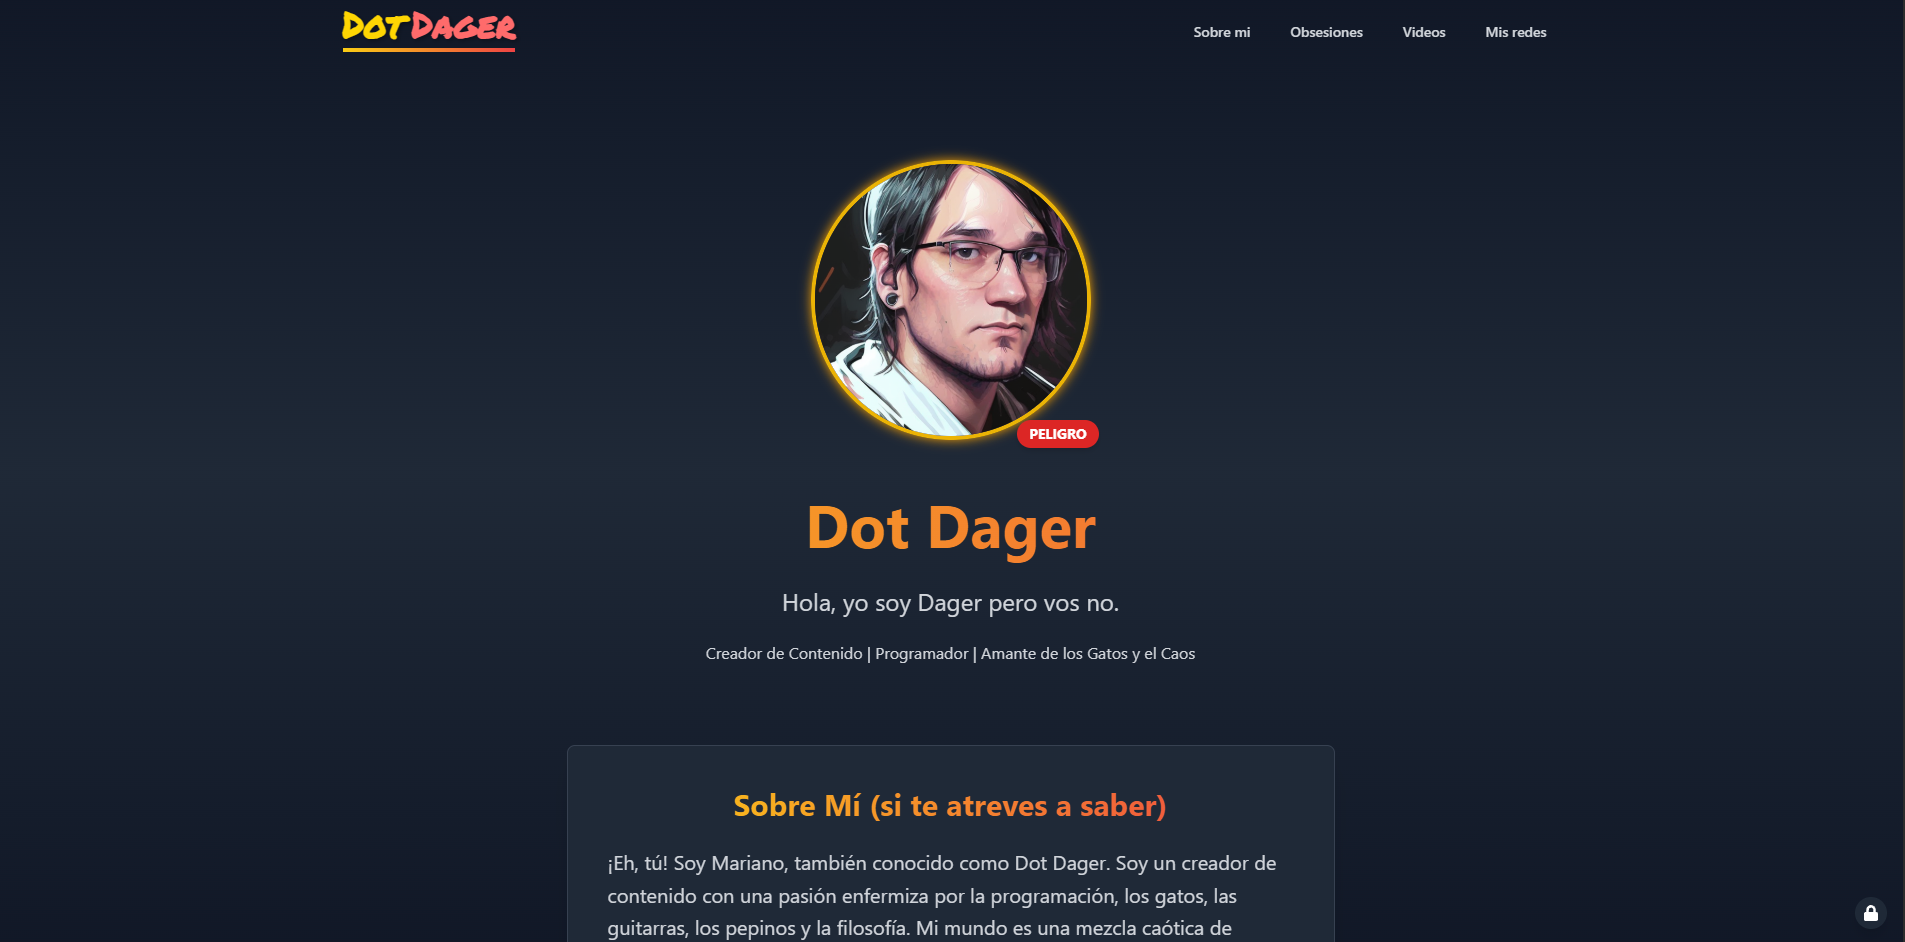 DOT DAGER
Sobre mi
Obsesiones
Videos
Mis redes
PELIGRO
Dot Dager
Hola, yo soy Dager pero vos no.
Creador de Contenido | Programador | Amante de los Gatos y el Caos
Sobre Mí (si te atreves a saber)
¡Eh, tú! Soy Mariano, también conocido como Dot Dager. Soy un creador de
contenido con una pasión enfermiza por la programación, los gatos, las
guitarras, los pepinos y la filosofía. Mi mundo es una mezcla caótica de